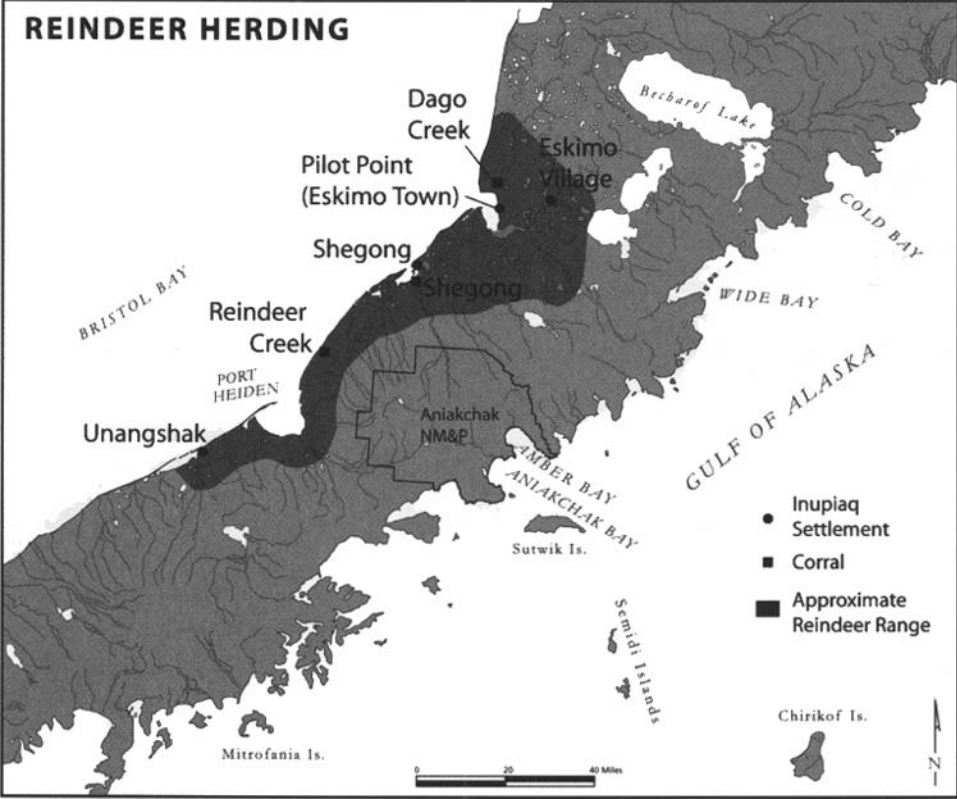 REINDEER HERDING
Becharof Lake
Dago
Creek
Eskimo
Village
Pilot Point
(Eskimo Town)
COLD BAY
Shegong
Shegong
WIDE BAY
BRISTOL BAY
Reindeer
Creek
GULF OF ALASKA
PORT
HEIDEN
Aniakchak
NM&P
Unangshak
AMBER BAY
ANIAKCHAK BAY
Sutwik Is.
Inupiaq
Settlement
Corral
Approximate
Reindeer Range
Semidi Islands
Chirikof Is.
Mitrofania Is.
0 20 40 Miles
N